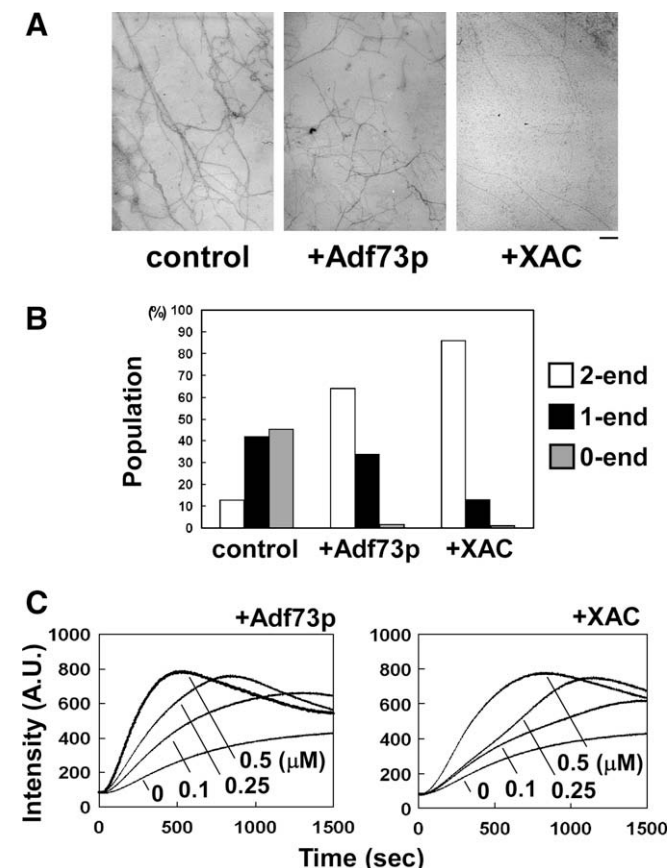 A
control +Adf73p +XAC
B
(%)
100
90
80
70
60
50
40
30
20
10
0
Population
control +Adf73p +XAC
2-end
1-end
0-end
C
+Adf73p +XAC
1000 1000
800 800
600 600
400 400
200 200
0 0
Intensity (A.U.)
0.5 (μM) 0.5 (μM)
0.25 0.25
0.1 0.1
0 0
0 500 1000 1500 0 500 1000 1500
Time (sec)